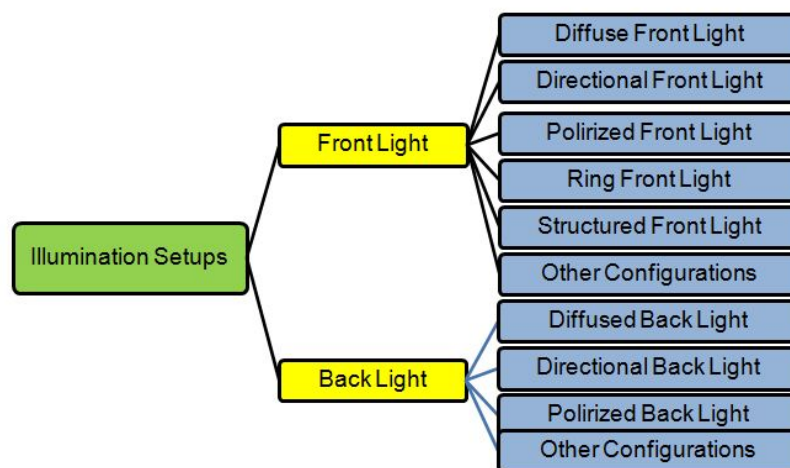 Diffuse Front Light
Directional Front Light
Front Light
Polirized Front Light
Ring Front Light
Structured Front Light
Illumination Setups
Other Configurations
Diffused Back Light
Directional Back Light
Back Light
Polirized Back Light
Other Configurations